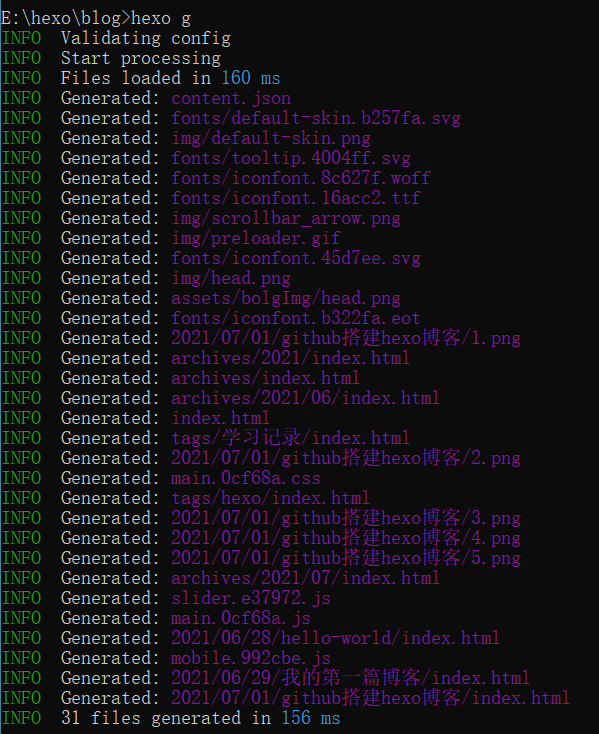 E:\hexo\blog>hexo g
INFO  Validating config
INFO  Start processing
INFO  Files loaded in 160 ms
INFO  Generated: content.json
INFO  Generated: fonts/default-skin.b257fa.svg
INFO  Generated: img/default-skin.png
INFO  Generated: fonts/tooltip.4004ff.svg
INFO  Generated: fonts/iconfont.8c627f.woff
INFO  Generated: fonts/iconfont.16acc2.ttf
INFO  Generated: img/scrollbar_arrow.png
INFO  Generated: img/preloader.gif
INFO  Generated: fonts/iconfont.45d7ee.svg
INFO  Generated: img/head.png
INFO  Generated: assets/bolgImg/head.png
INFO  Generated: fonts/iconfont.b322fa.eot
INFO  Generated: 2021/07/01/github搭建hexo博客/1.png
INFO  Generated: archives/2021/index.html
INFO  Generated: archives/index.html
INFO  Generated: archives/2021/06/index.html
INFO  Generated: index.html
INFO  Generated: tags/学习记录/index.html
INFO  Generated: 2021/07/01/github搭建hexo博客/2.png
INFO  Generated: main.0cf68a.css
INFO  Generated: tags/hexo/index.html
INFO  Generated: 2021/07/01/github搭建hexo博客/3.png
INFO  Generated: 2021/07/01/github搭建hexo博客/4.png
INFO  Generated: 2021/07/01/github搭建hexo博客/5.png
INFO  Generated: archives/2021/07/index.html
INFO  Generated: slider.e37972.js
INFO  Generated: main.0cf68a.js
INFO  Generated: 2021/06/28/hello-world/index.html
INFO  Generated: mobile.992cbe.js
INFO  Generated: 2021/06/29/我的第一篇博客/index.html
INFO  Generated: 2021/07/01/github搭建hexo博客/index.html
INFO  31 files generated in 156 ms